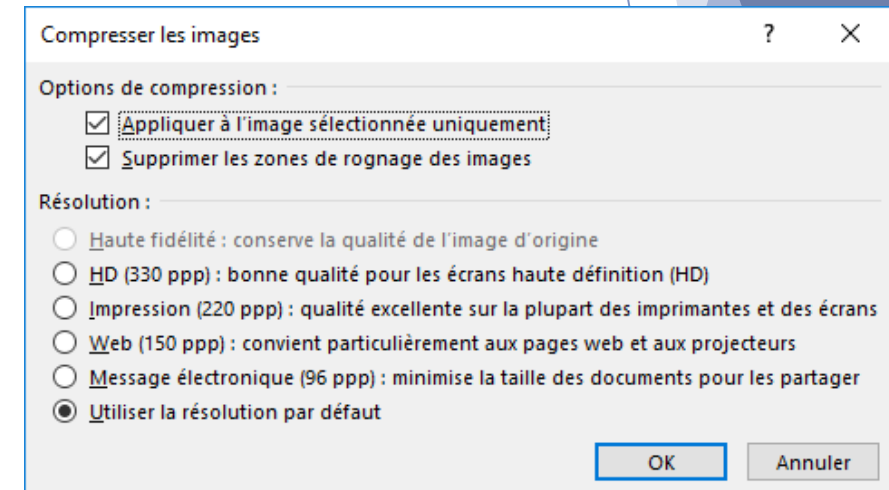 Compresser les images ?
Options de compression :
Appliquer à l'image sélectionnée uniquement
Supprimer les zones de rognage des images
Résolution :
Haute fidélité : conserve la qualité de l'image d'origine
HD (330 ppp) : bonne qualité pour les écrans haute définition (HD)
Impression (220 ppp) : qualité excellente sur la plupart des imprimantes et des écrans
Web (150 ppp) : convient particulièrement aux pages web et aux projecteurs
Message électronique (96 ppp) : minimise la taille des documents pour les partager
Utiliser la résolution par défaut
OK Annuler